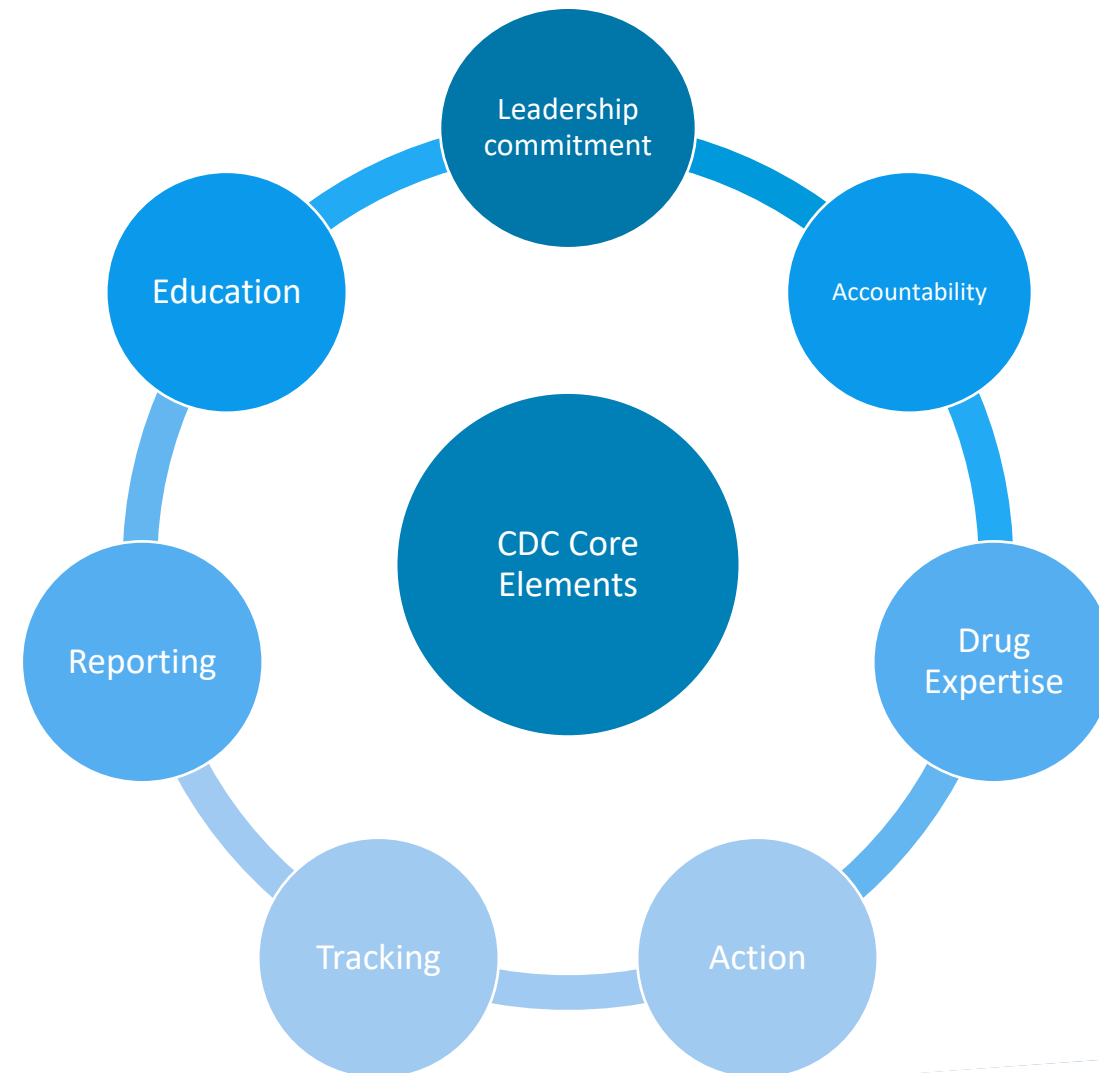 Leadership
commitment
Accountability
Drug
Expertise
Action
Tracking
Reporting
Education
CDC Core
Elements